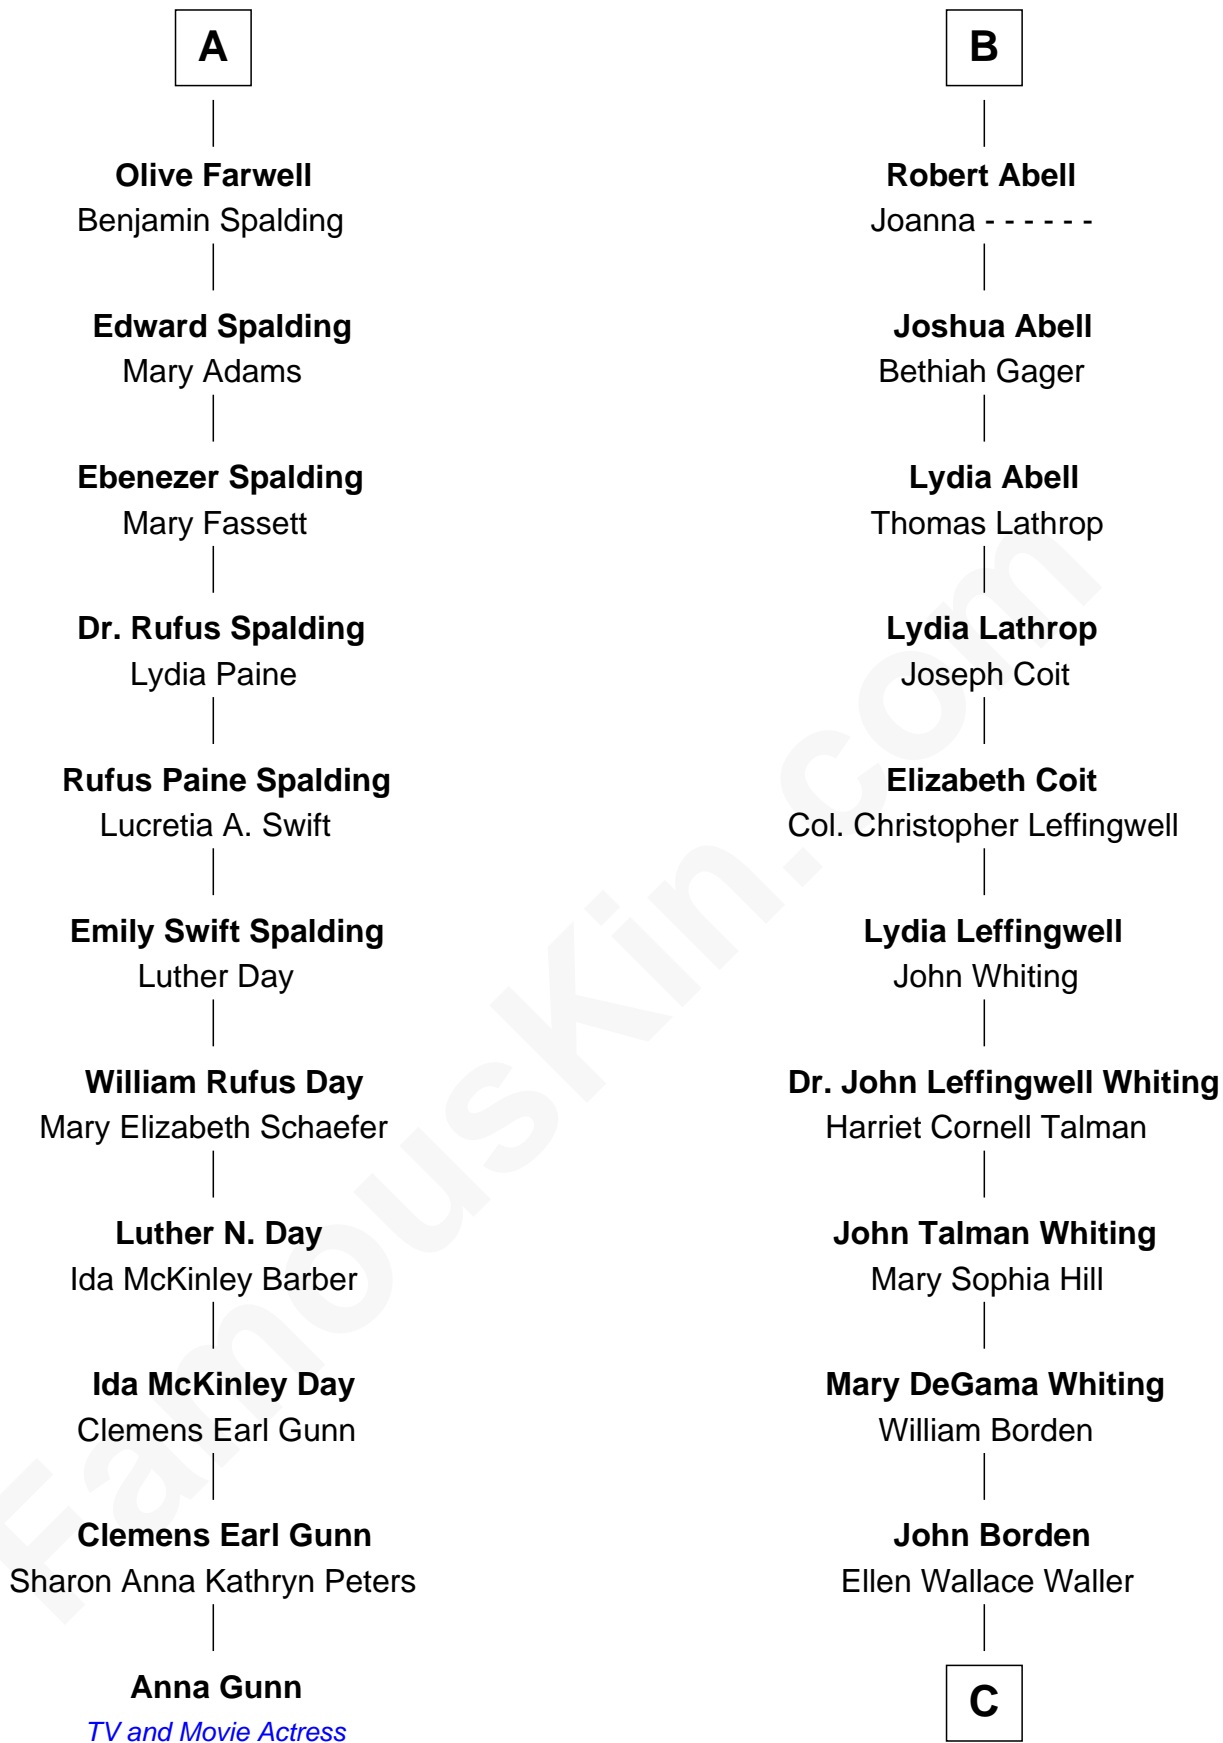 A
Olive Farwell
Benjamin Spalding
Edward Spalding
Mary Adams
Ebenezer Spalding
Mary Fassett
Dr. Rufus Spalding
Lydia Paine
Rufus Paine Spalding
Lucretia A. Swift
Emily Swift Spalding
Luther Day
William Rufus Day
Mary Elizabeth Schaefer
Luther N. Day
Ida McKinley Barber
Ida McKinley Day
Clemens Earl Gunn
Clemens Earl Gunn
Sharon Anna Kathryn Peters
Anna Gunn
TV and Movie Actress
B
Robert Abell
Joanna - - - - - -
Joshua Abell
Bethiah Gager
Lydia Abell
Thomas Lathrop
Lydia Lathrop
Joseph Coit
Elizabeth Coit
Col. Christopher Leffingwell
Lydia Leffingwell
John Whiting
Dr. John Leffingwell Whiting
Harriet Cornell Talman
John Talman Whiting
Mary Sophia Hill
Mary DeGama Whiting
William Borden
John Borden
Ellen Wallace Waller
C
FamousKin.com